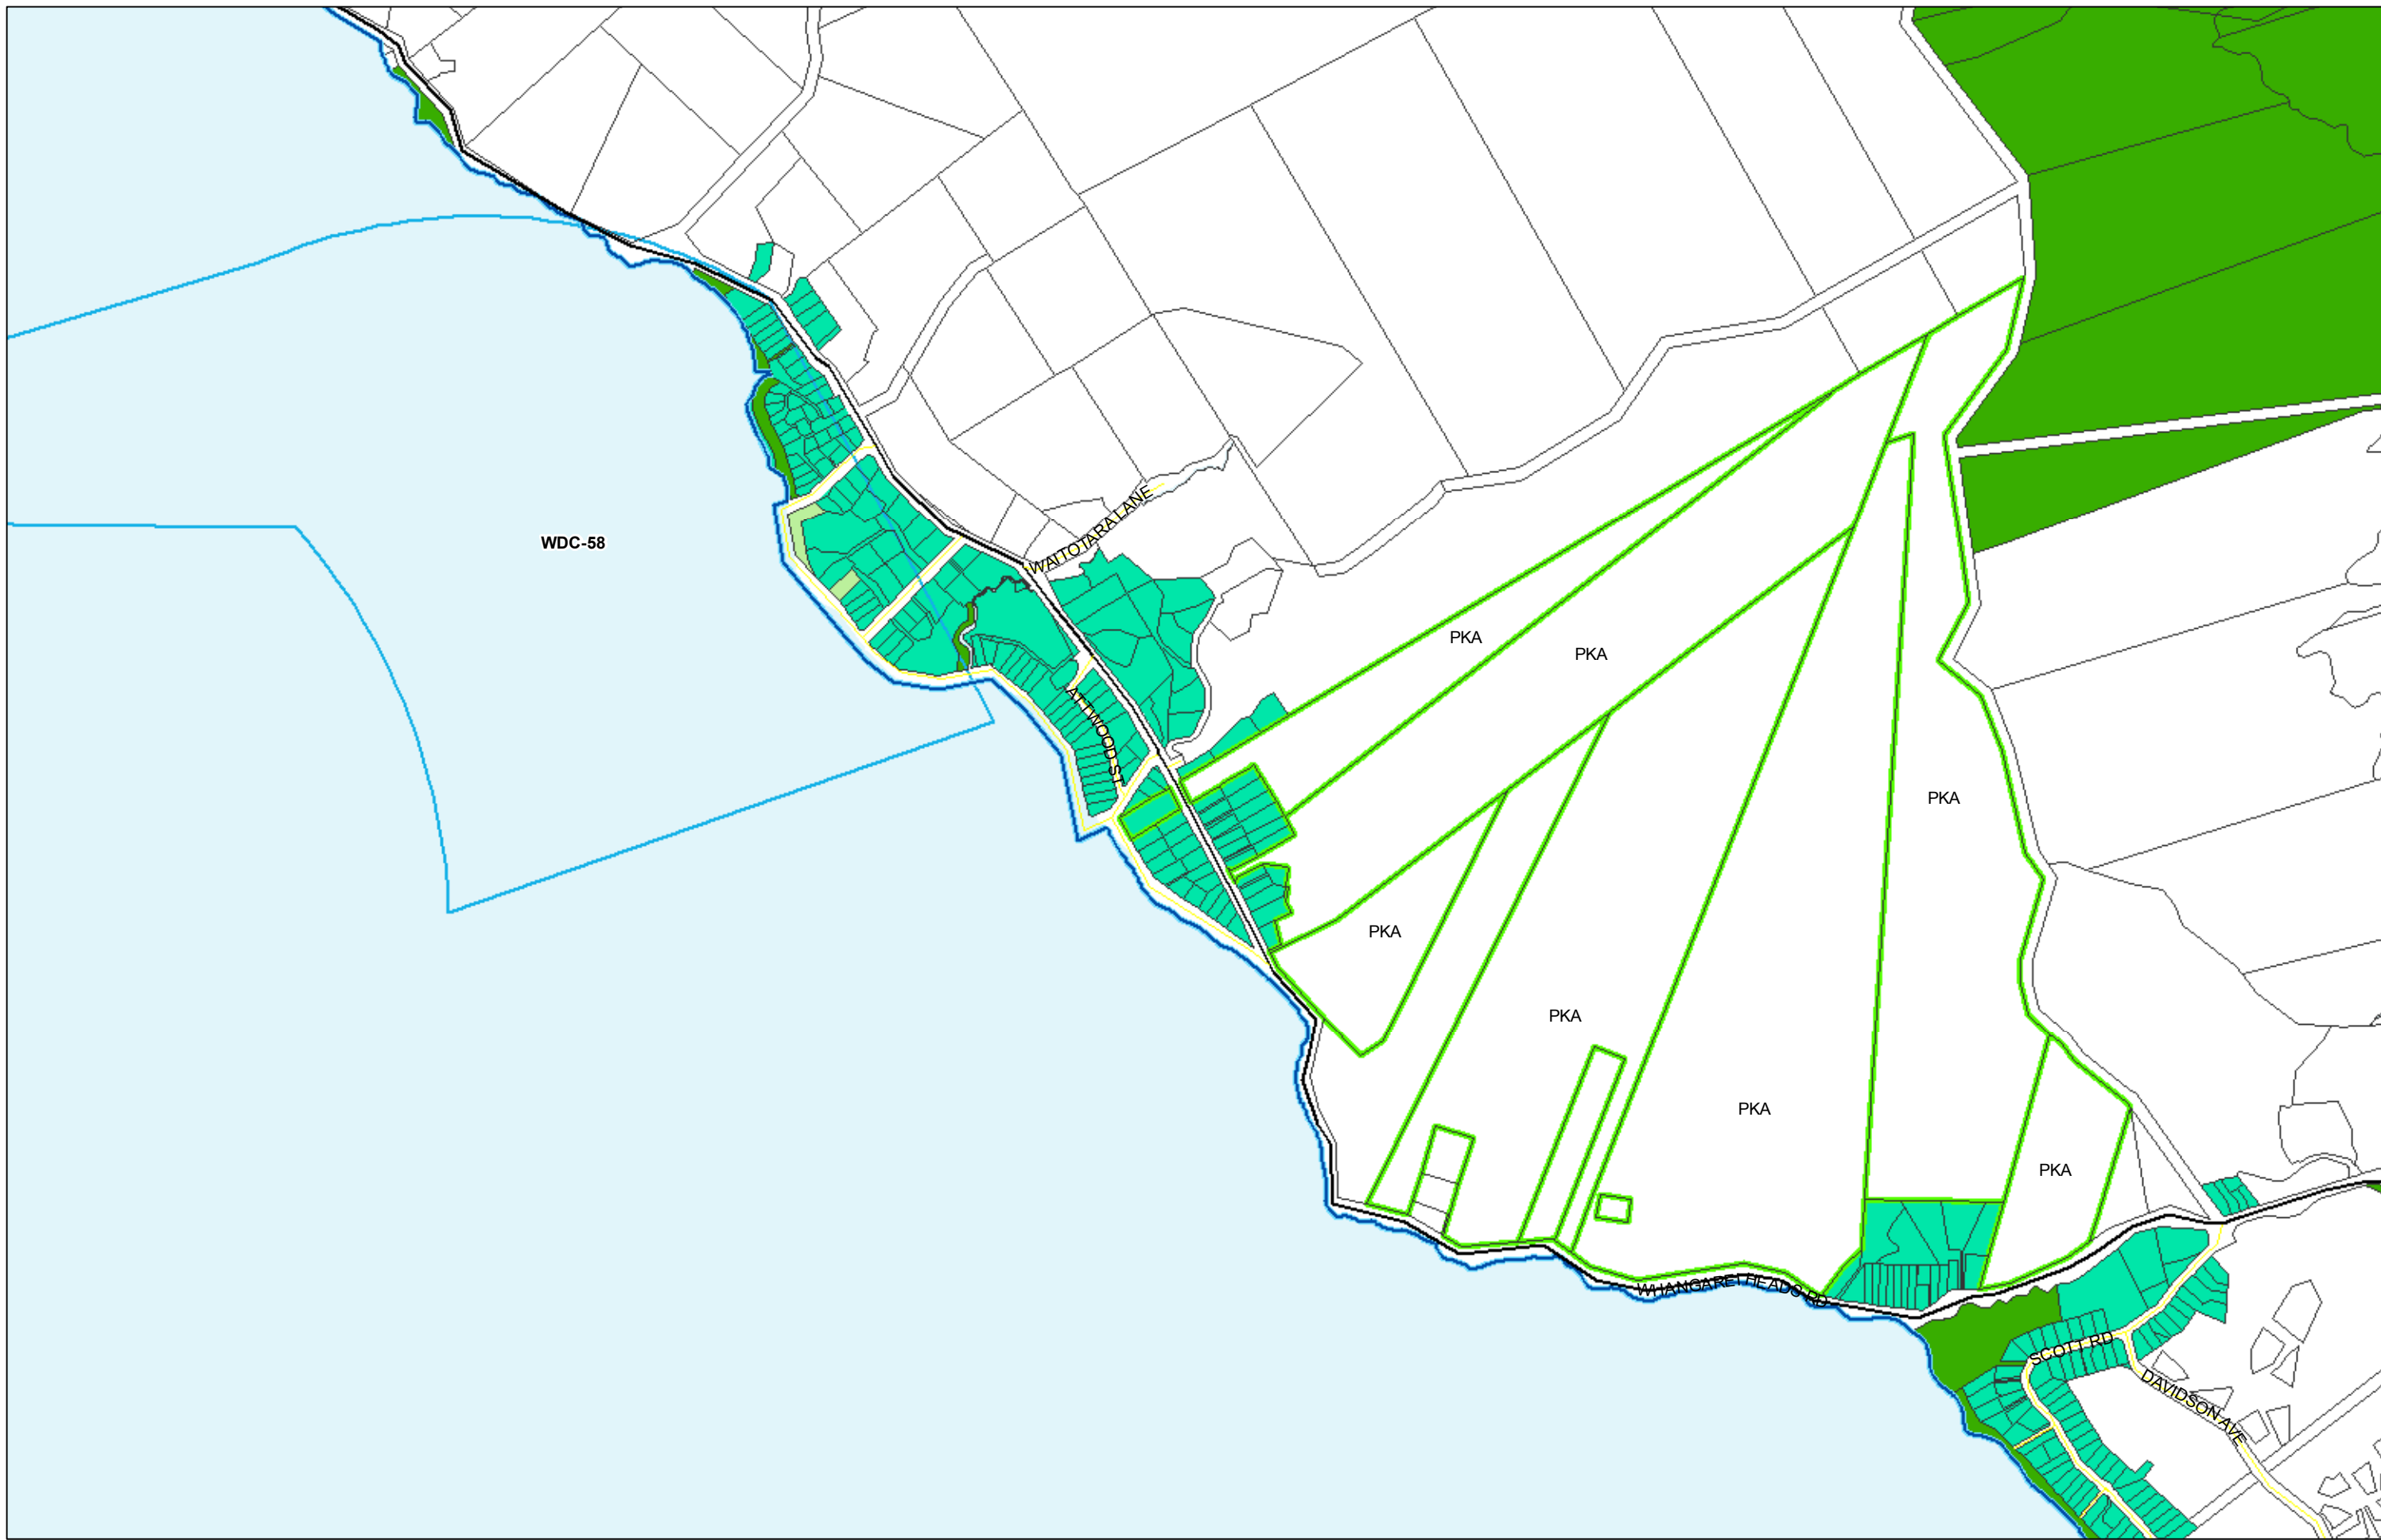 WAITOTARA LANE
WDC-58
PKA
PKA
ATTWOOD ST
PKA
PKA
PKA
PKA
PKA
WHANGAREI HEADS RD
SCOTT RD
DAVIDSON AVE